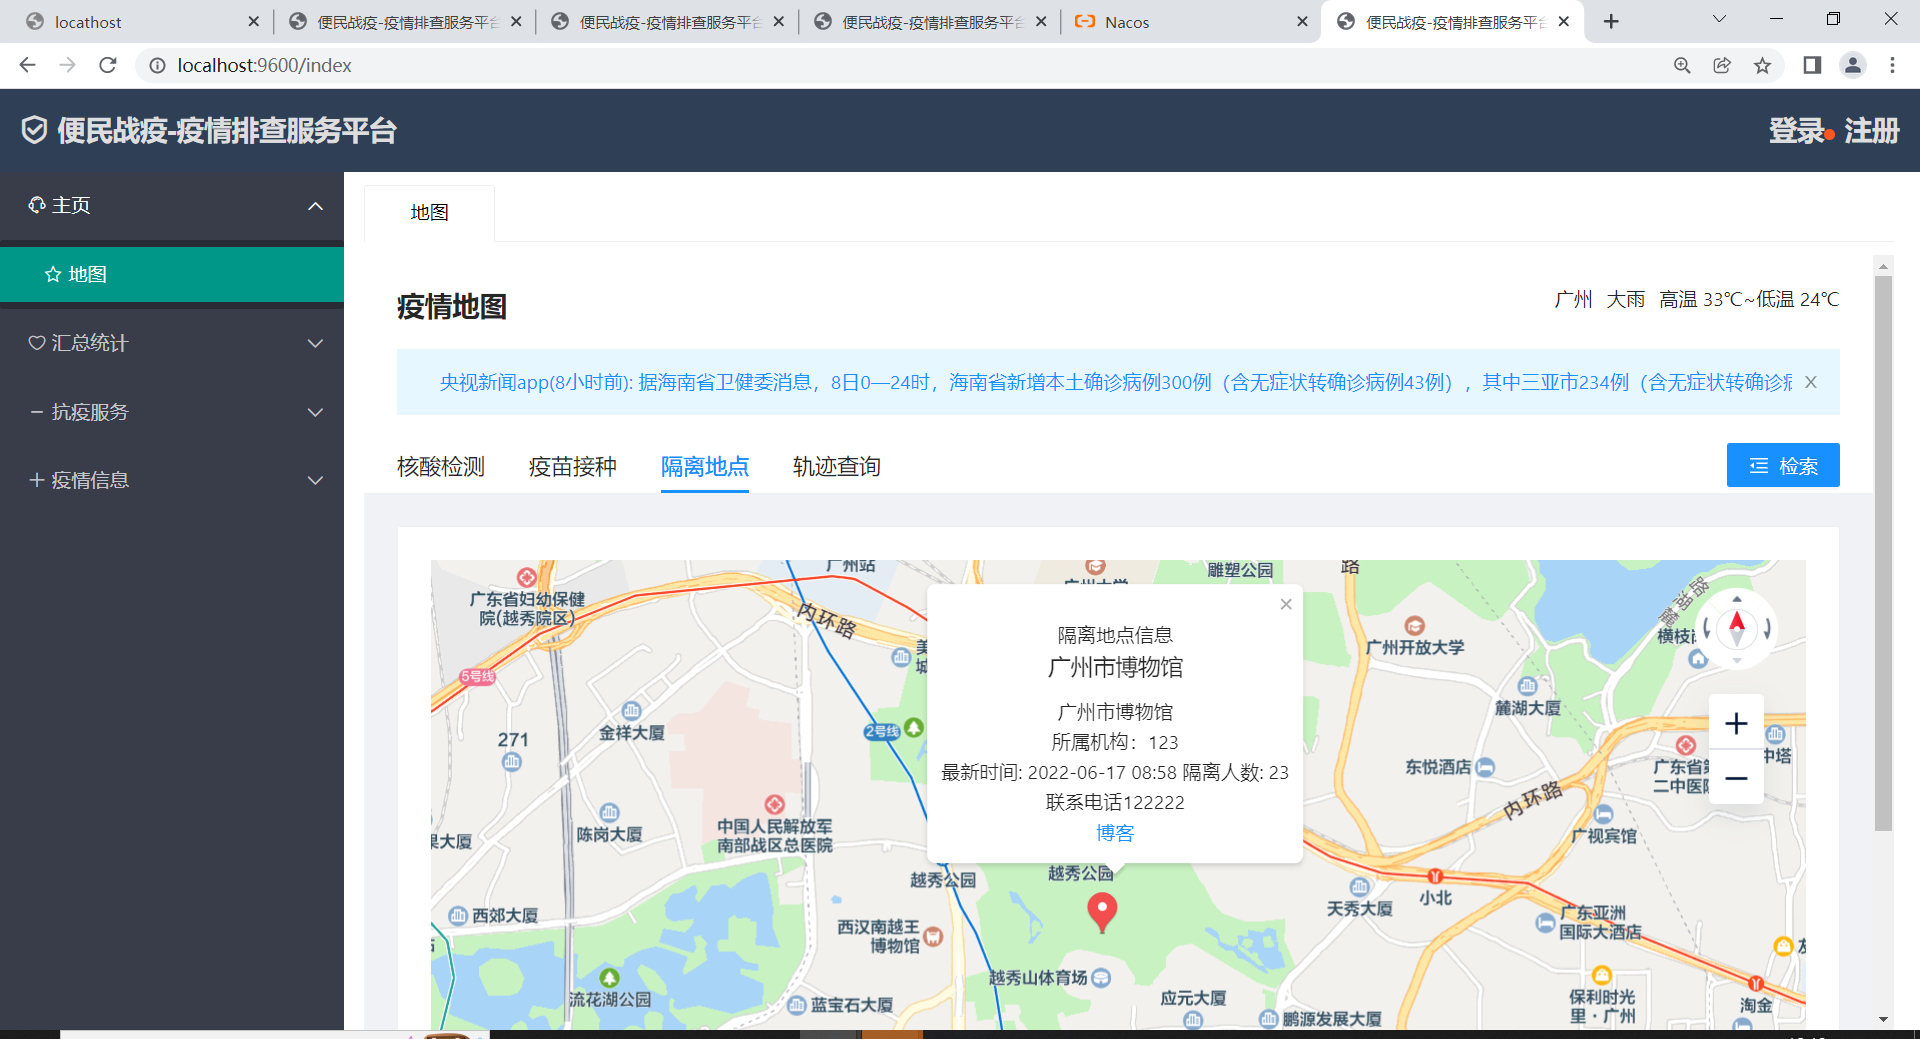 locathost
便民战疫-疫情排查服务平台
便民战疫-疫情排查服务平台
便民战疫-疫情排查服务平台
Nacos
便民战疫-疫情排查服务平台
localhost:9600/index
便民战疫-疫情排查服务平台
登录 注册
主页
地图
汇总统计
抗疫服务
疫情信息
地图
疫情地图
广州 大雨 高温 33℃~低温 24℃
央视新闻app(8小时前): 据海南省卫健委消息，8日0—24时，海南省新增本土确诊病例300例（含无症状转确诊病例43例），其中三亚市234例（含无症状转确诊病
核酸检测 疫苗接种 隔离地点 轨迹查询
检索
广州站
雕塑公园
路
广东省妇幼保健
院(越秀院区)
内环路
5号线
美
城
广州开放大学
麓湖路
横枝
隔离地点信息
广州市博物馆
广州市博物馆
所属机构：123
最新时间: 2022-06-17 08:58 隔离人数: 23
联系电话122222
博客
271
金祥大厦
2号线
麓湖大厦
东悦酒店
广东省
二中医院
中塔
内环路
陈岗大厦
中国人民解放军
南部战区总医院
广视宾馆
大厦
越秀公园
越秀公园
小北
天秀大厦
西郊大厦
西汉南越王
博物馆
广东亚洲
国际大酒店
越秀山体育场
流花湖公园
蓝宝石大厦
应元大厦
鹏源发展大厦
保利时光
里·广州
淘金